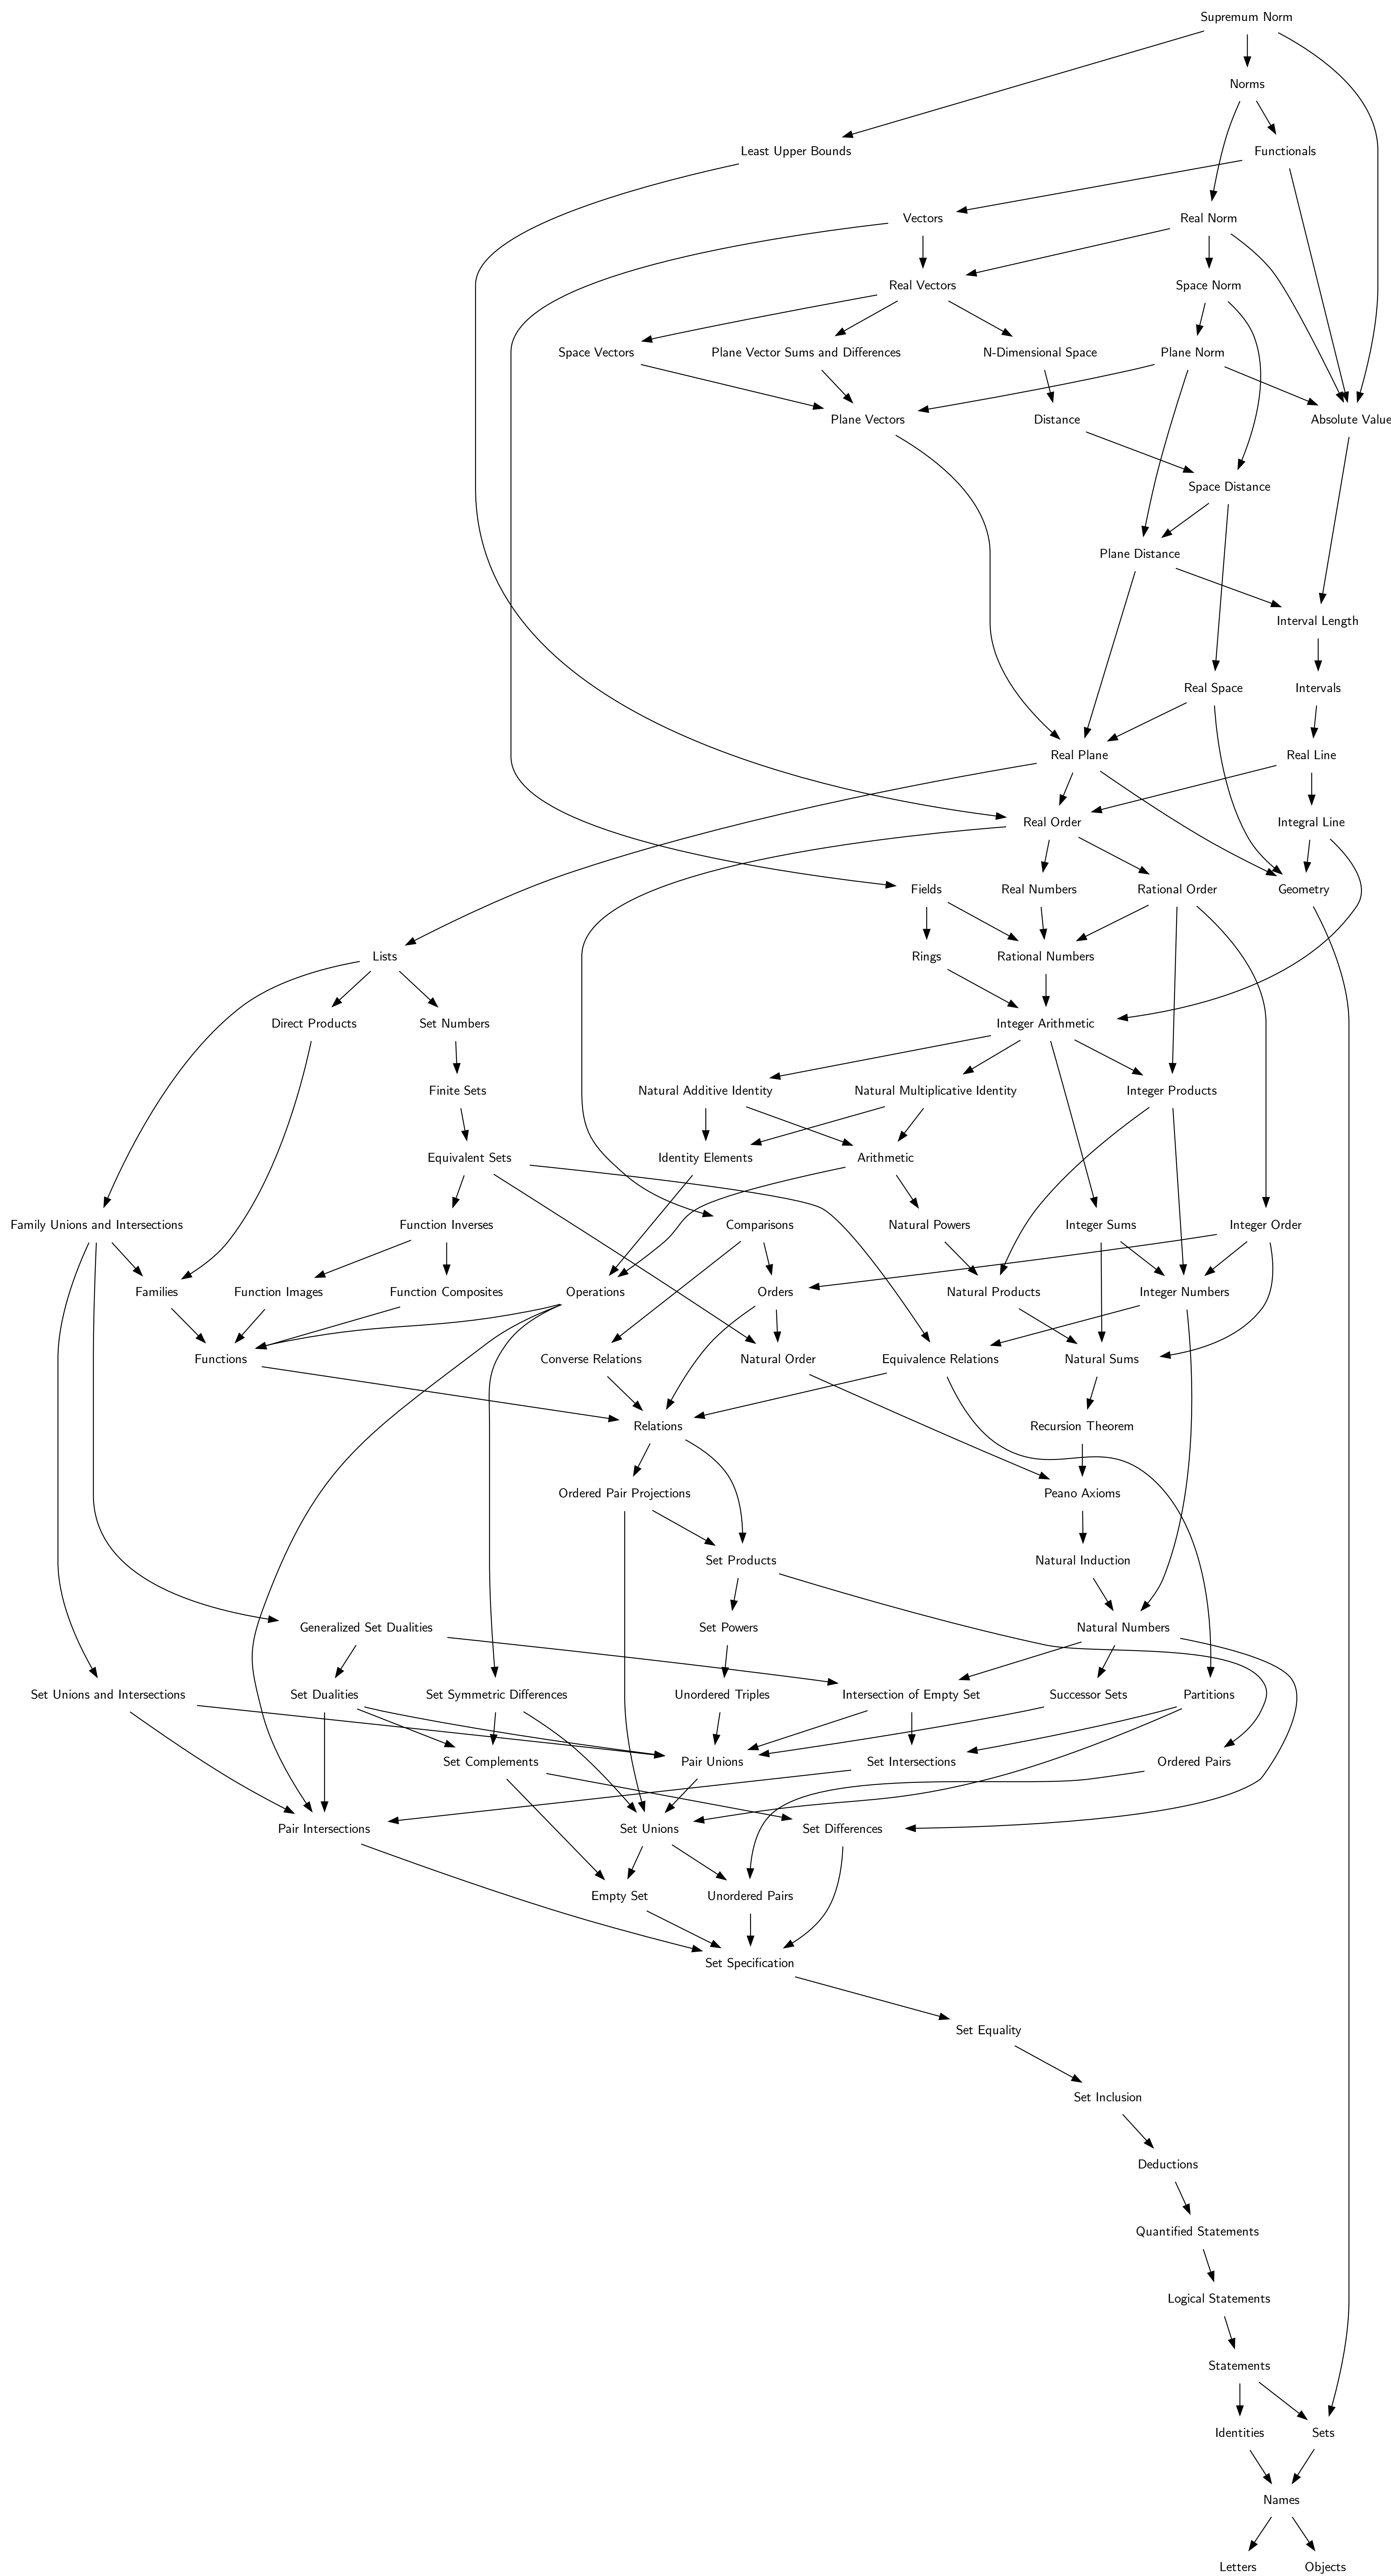 Supremum Norm
Norms
Least Upper Bounds
Functionals
Vectors
Real Norm
Real Vectors
Space Norm
Space Vectors
Plane Vector Sums and Differences
N-Dimensional Space
Plane Norm
Plane Vectors
Distance
Absolute Value
Space Distance
Plane Distance
Interval Length
Real Space
Intervals
Real Plane
Real Line
Real Order
Integral Line
Fields
Real Numbers
Rational Order
Geometry
Lists
Rings
Rational Numbers
Direct Products
Set Numbers
Integer Arithmetic
Finite Sets
Natural Additive Identity
Natural Multiplicative Identity
Integer Products
Equivalent Sets
Identity Elements
Arithmetic
Family Unions and Intersections
Function Inverses
Comparisons
Natural Powers
Integer Sums
Integer Order
Families
Function Images
Function Composites
Operations
Orders
Natural Products
Integer Numbers
Functions
Converse Relations
Natural Order
Equivalence Relations
Natural Sums
Relations
Recursion Theorem
Ordered Pair Projections
Peano Axioms
Set Products
Natural Induction
Generalized Set Dualities
Set Powers
Natural Numbers
Set Unions and Intersections
Set Dualities
Set Symmetric Differences
Unordered Triples
Intersection of Empty Set
Successor Sets
Partitions
Set Complements
Pair Unions
Set Intersections
Ordered Pairs
Pair Intersections
Set Unions
Set Differences
Empty Set
Unordered Pairs
Set Specification
Set Equality
Set Inclusion
Deductions
Quantified Statements
Logical Statements
Statements
Identities
Sets
Names
Letters
Objects